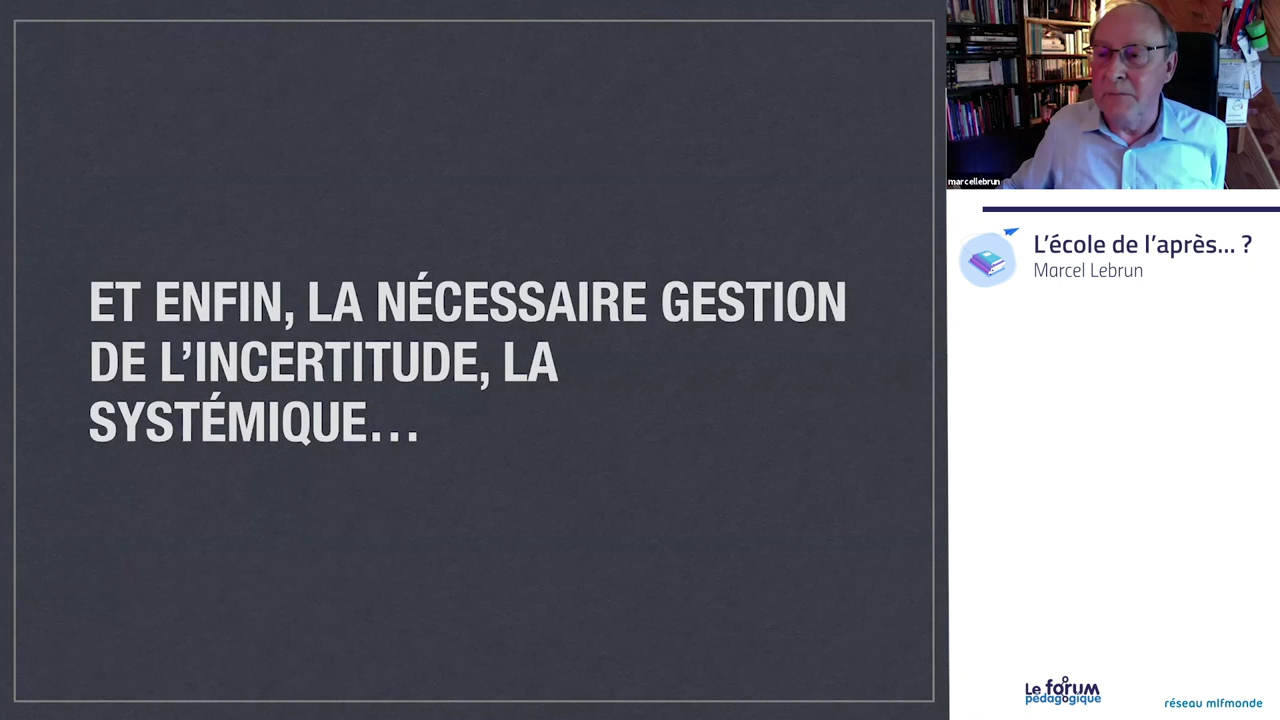 ET ENFIN, LA NÉCESSAIRE GESTION
DE L’INCERTITUDE, LA
SYSTÉMIQUE…
marcellebrun
L’école de l’après... ?
Marcel Lebrun
Le forum
pédagogique
réseau mlfmonde